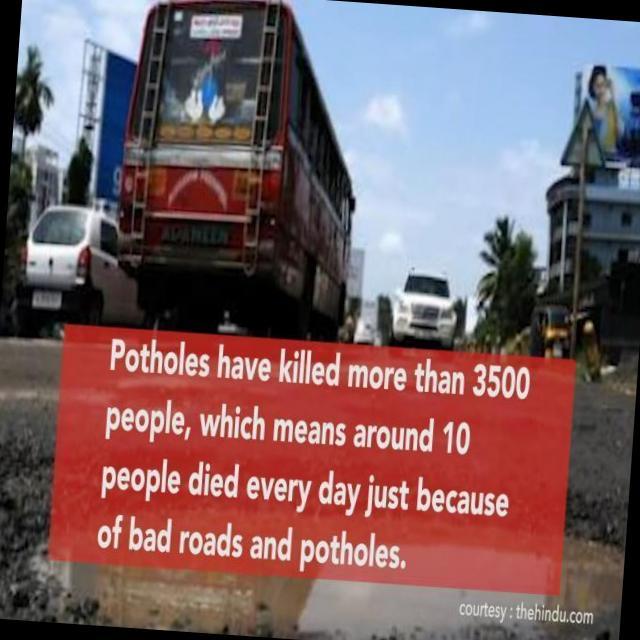 Potholes have killed more than 3500
people, which means around 10
people died every day just because
of bad roads and potholes.
courtesy : thehindu.com